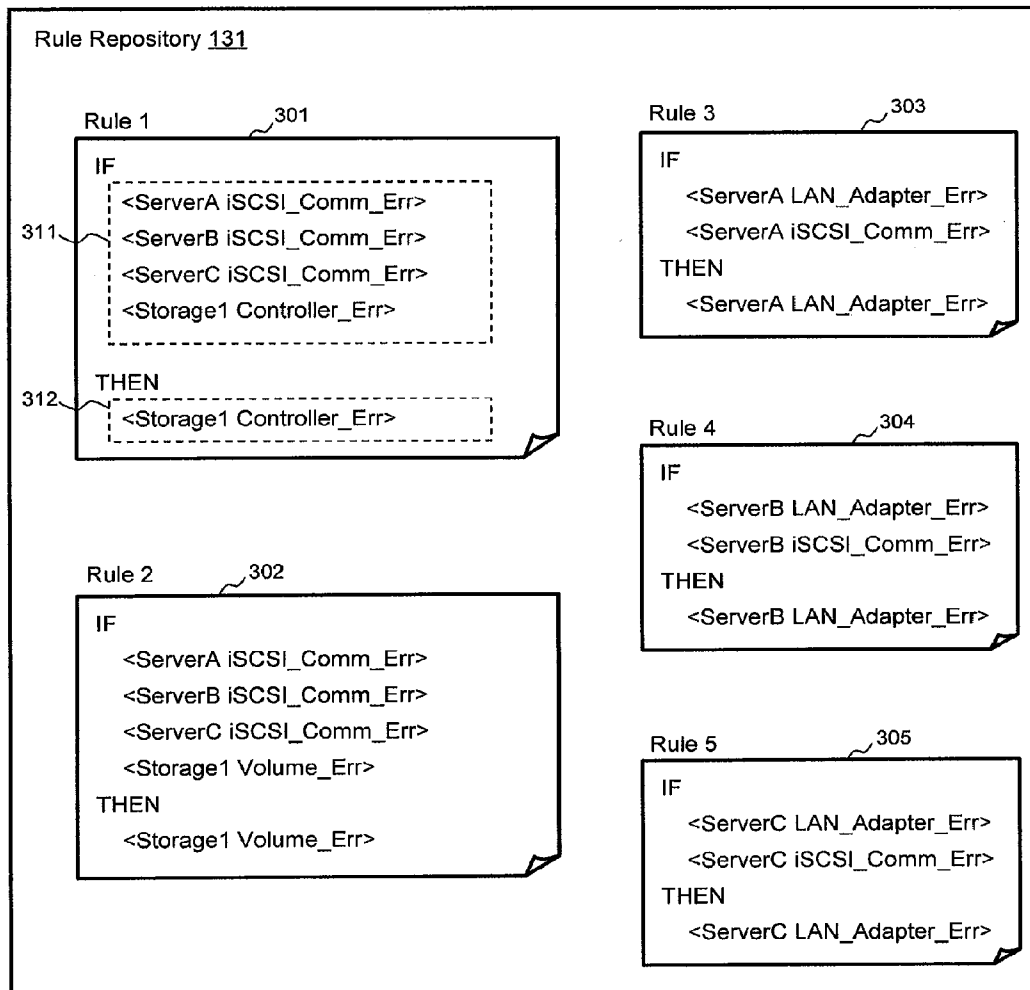 Rule Repository 131
Rule 1
301
IF
311
<ServerA iSCSI_Comm_Err>
<ServerB iSCSI_Comm_Err>
<ServerC iSCSI_Comm_Err>
<Storage1 Controller_Err>
THEN
312
<Storage1 Controller_Err>
Rule 2
302
IF
<ServerA iSCSI_Comm_Err>
<ServerB iSCSI_Comm_Err>
<ServerC iSCSI_Comm_Err>
<Storage1 Volume_Err>
THEN
<Storage1 Volume_Err>
Rule 3
303
IF
<ServerA LAN_Adapter_Err>
<ServerA iSCSI_Comm_Err>
THEN
<ServerA LAN_Adapter_Err>
Rule 4
304
IF
<ServerB LAN_Adapter_Err>
<ServerB iSCSI_Comm_Err>
THEN
<ServerB LAN_Adapter_Err>
Rule 5
305
IF
<ServerC LAN_Adapter_Err>
<ServerC iSCSI_Comm_Err>
THEN
<ServerC LAN_Adapter_Err>